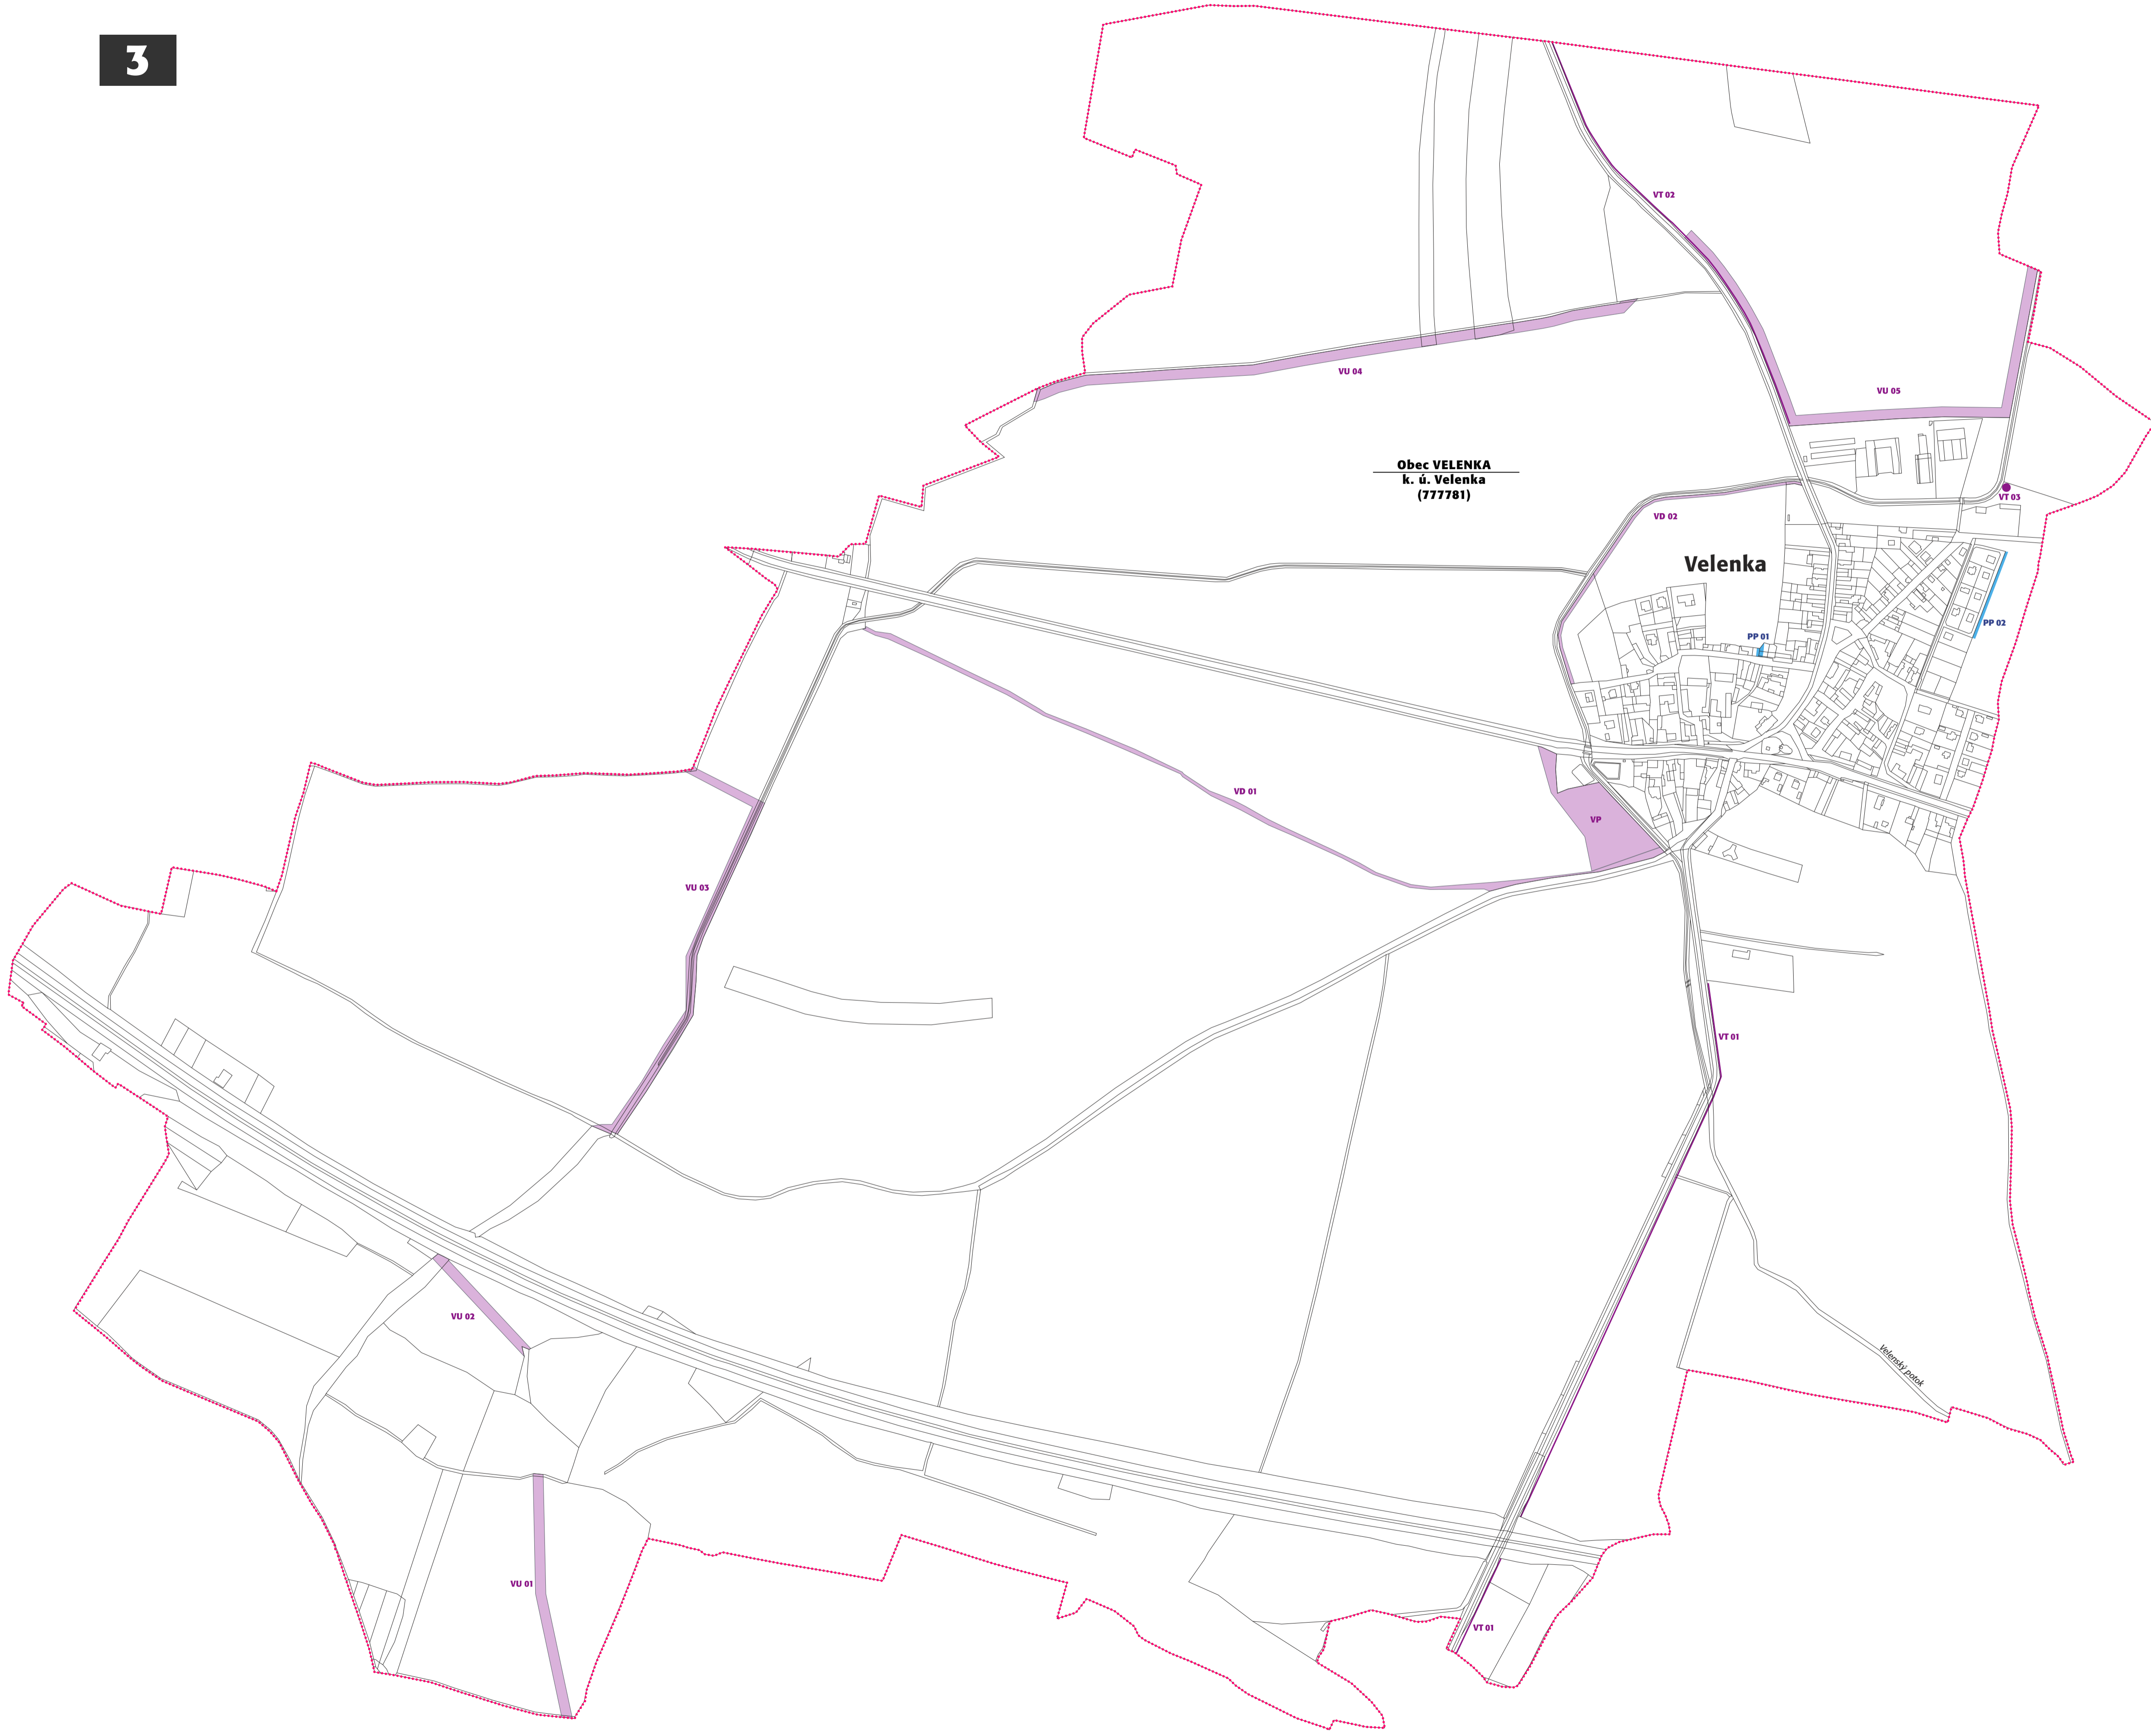 3
VT 02
VU 04
VU 05
Obec VELENKA
k. ú. Velenka
(777781)
VT 03
VD 02
Velenka
PP 01
PP 02
VD 01
VP
VU 03
VT 01
VU 02
Velenský potok
VU 01
VT 01